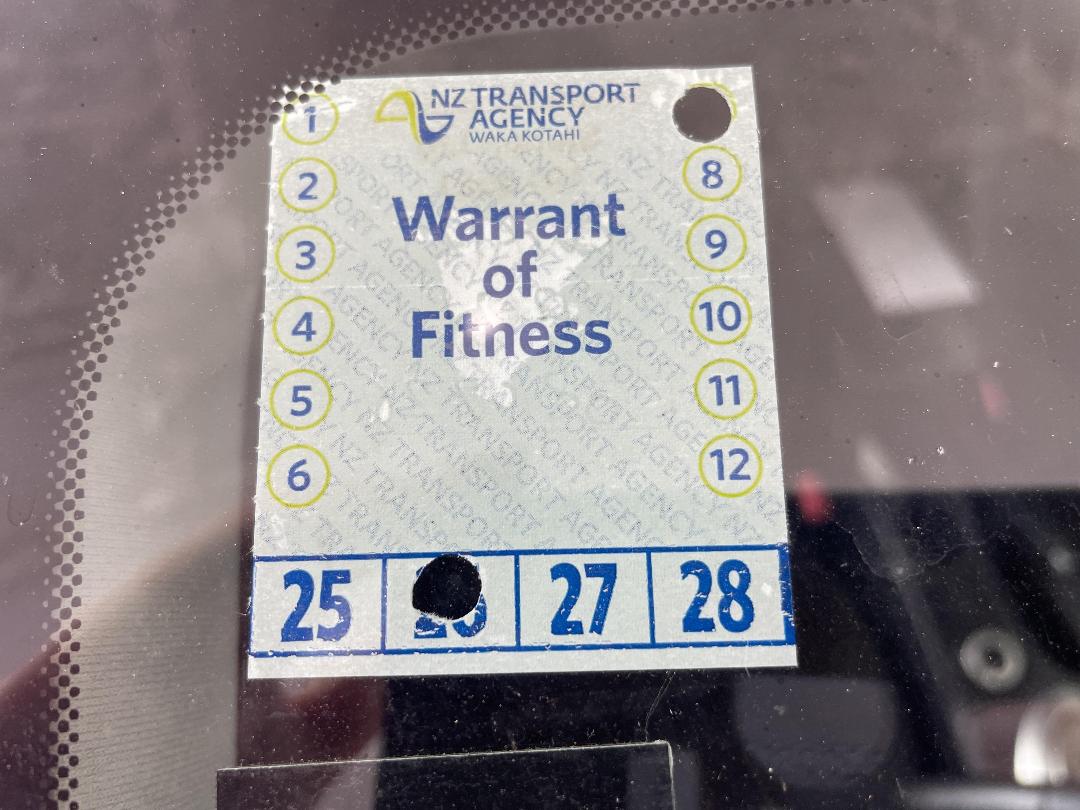 NZ TRANSPORT
AGENCY
WAKA KOTAHI
Warrant
of
Fitness
1
2
3
4
5
6
8
9
10
11
12
25 27 28